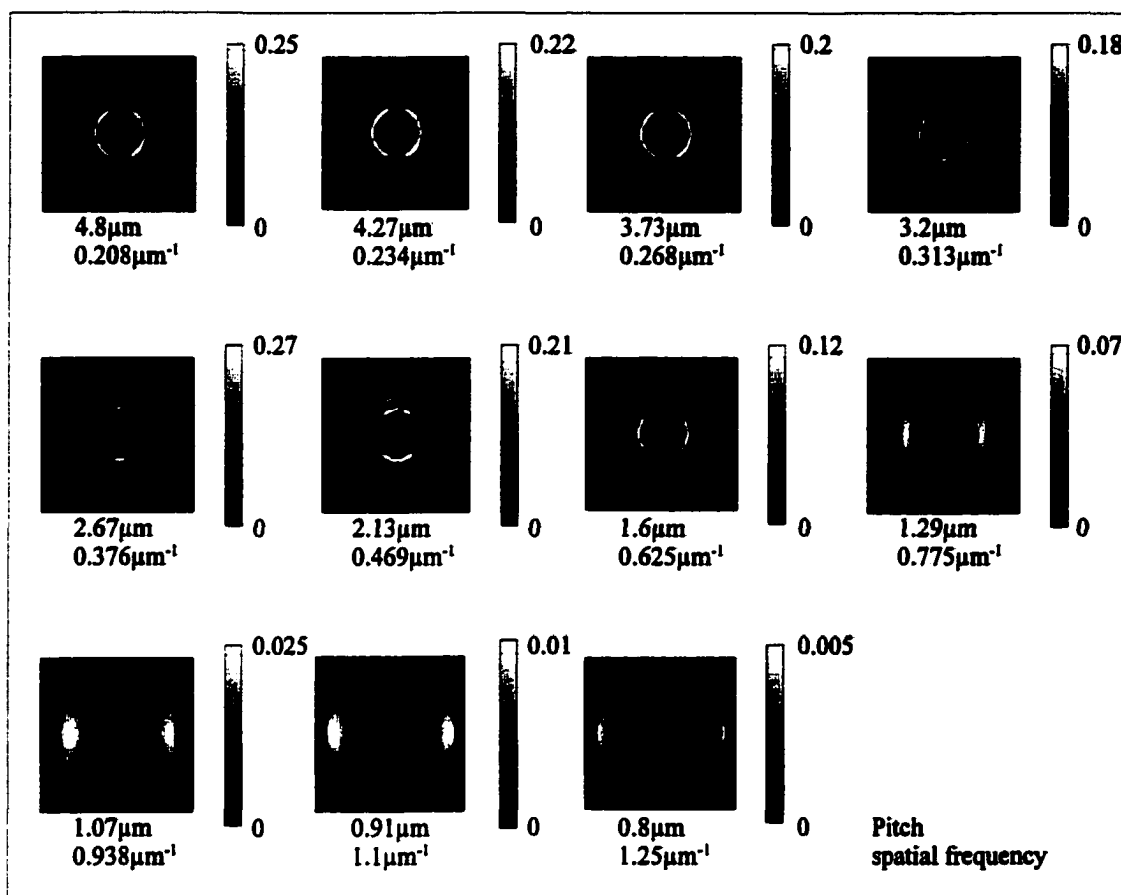 0.25
0.22
0.2
0.18
0
0
0
0
4.8µm
0.208µm⁻¹
4.27µm
0.234µm⁻¹
3.73µm
0.268µm⁻¹
3.2µm
0.313µm⁻¹
0.27
0.21
0.12
0.07
0
0
0
0
2.67µm
0.376µm⁻¹
2.13µm
0.469µm⁻¹
1.6µm
0.625µm⁻¹
1.29µm
0.775µm⁻¹
0.025
0.01
0.005
0
0
0
1.07µm
0.938µm⁻¹
0.91µm
1.1µm⁻¹
0.8µm
1.25µm⁻¹
Pitch
spatial frequency